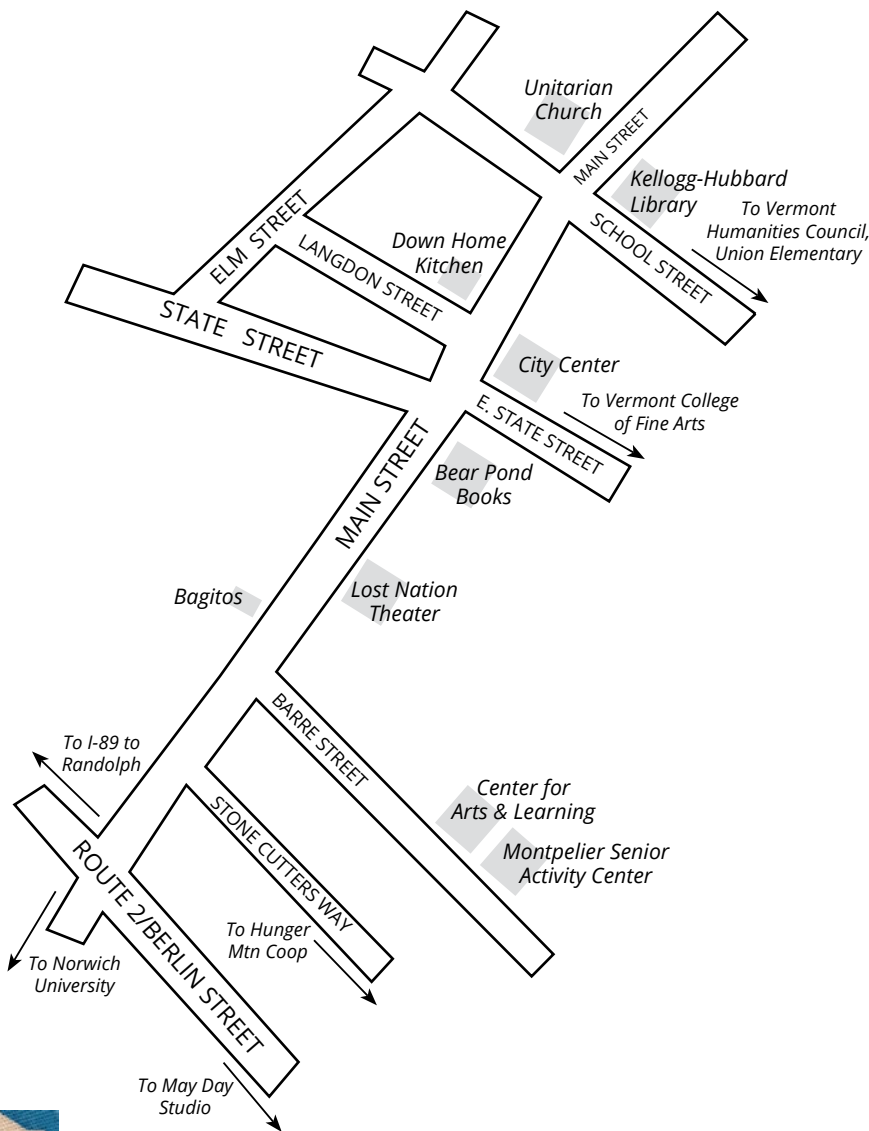 Unitarian
Church
MAIN STREET
Kellogg-Hubbard
Library
To Vermont
Humanities Council,
Union Elementary
SCHOOL STREET
ELM STREET
LANGDON STREET
Down Home
Kitchen
STATE STREET
City Center
To Vermont College
of Fine Arts
E. STATE STREET
MAIN STREET
Bear Pond
Books
Bagitos
Lost Nation
Theater
BARRE STREET
To I-89 to
Randolph
Center for
Arts & Learning
STONE CUTTERS WAY
Montpelier Senior
Activity Center
ROUTE 2/BERLIN STREET
To Hunger
Mtn Coop
To Norwich
University
To May Day
Studio